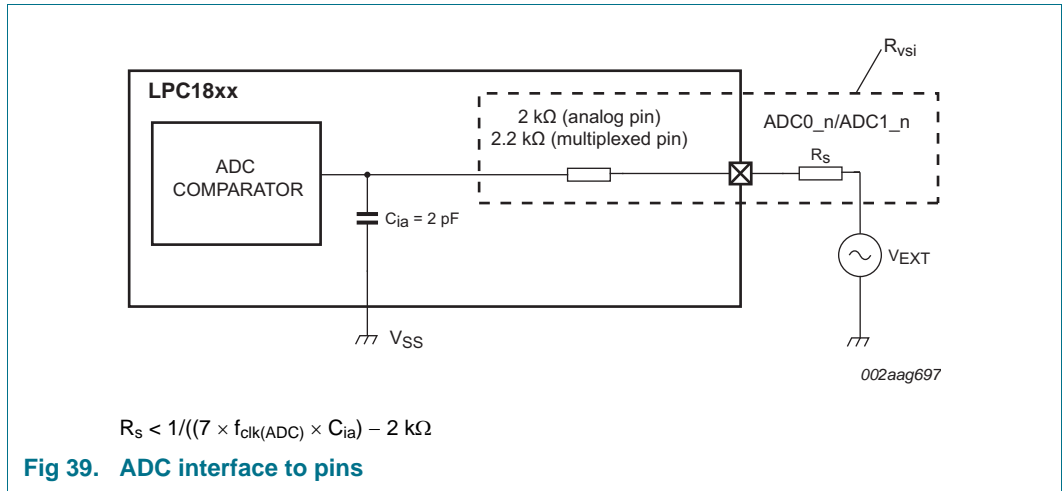 LPC18xx
ADC
COMPARATOR
Cia = 2 pF
VSS
2 kΩ (analog pin)
2.2 kΩ (multiplexed pin)
ADC0_n/ADC1_n
Rs
Rvsi
VEXT
002aag697
Rs < 1/((7 × fclk(ADC) × Cia) − 2 kΩ
Fig 39. ADC interface to pins